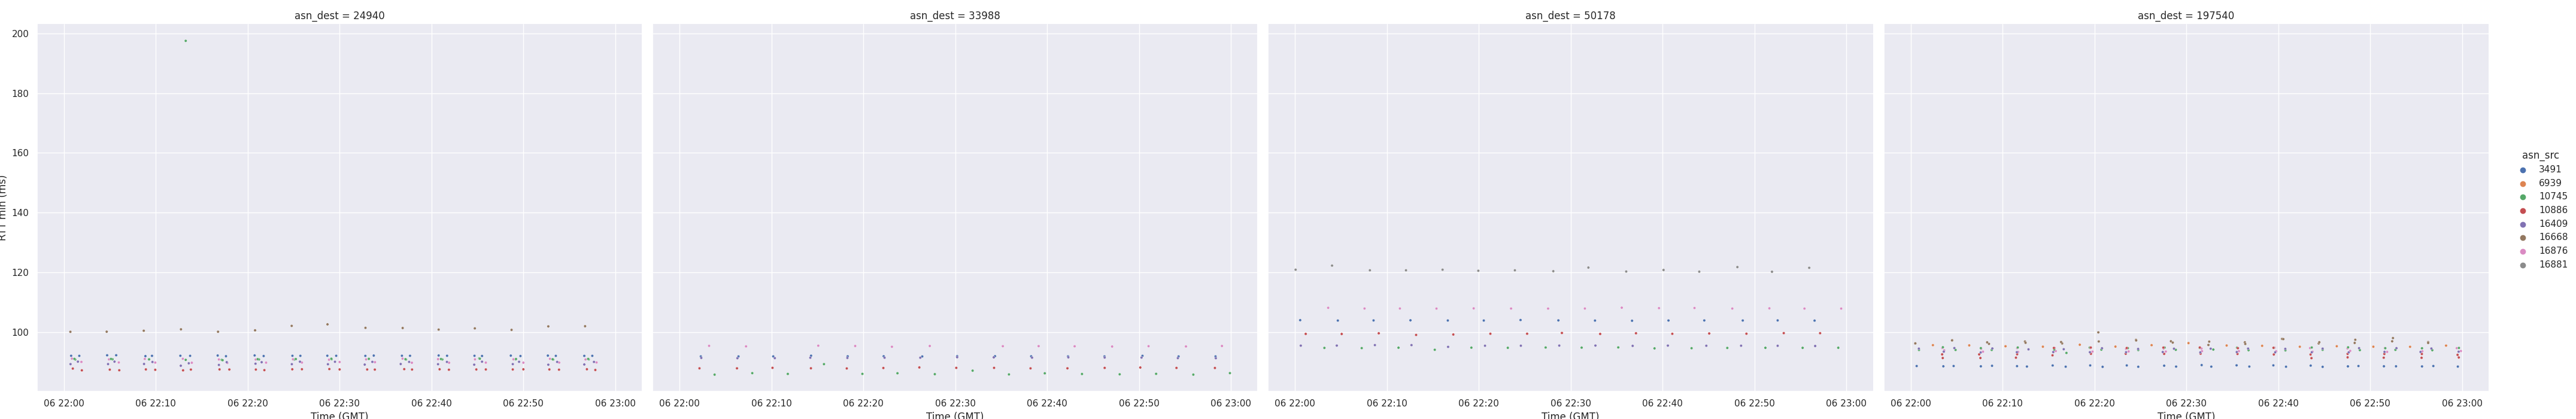 asn_dest = 24940
asn_dest = 33988
asn_dest = 50178
asn_dest = 197540
200
180
160
140
120
100
RTT min (ms)
06 22:00 06 22:10 06 22:20 06 22:30 06 22:40 06 22:50 06 23:00
Time (GMT)
06 22:00 06 22:10 06 22:20 06 22:30 06 22:40 06 22:50 06 23:00
Time (GMT)
06 22:00 06 22:10 06 22:20 06 22:30 06 22:40 06 22:50 06 23:00
Time (GMT)
06 22:00 06 22:10 06 22:20 06 22:30 06 22:40 06 22:50 06 23:00
Time (GMT)
asn_src
3491
6939
10745
10886
16409
16668
16876
16881